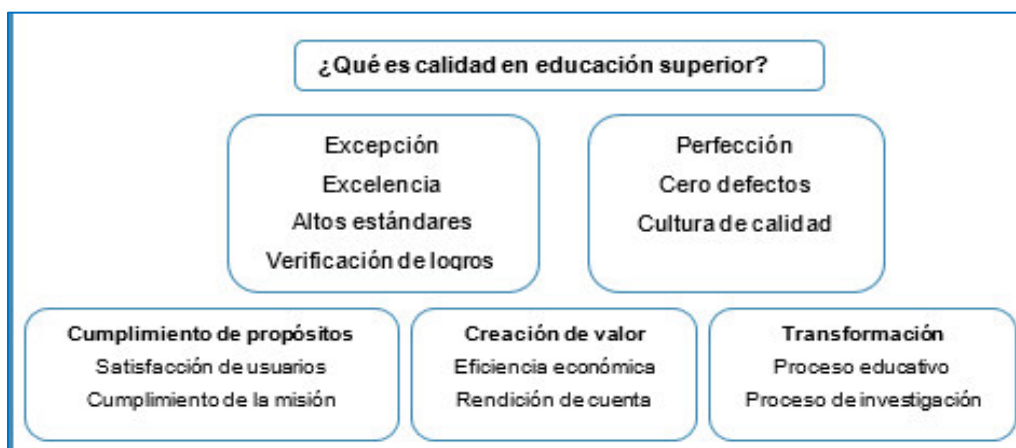 ¿Qué es calidad en educación superior?
Excepción
Excelencia
Altos estándares
Verificación de logros
Perfección
Cero defectos
Cultura de calidad
Cumplimiento de propósitos
Satisfacción de usuarios
Cumplimiento de la misión
Creación de valor
Eficiencia económica
Rendición de cuenta
Transformación
Proceso educativo
Proceso de investigación